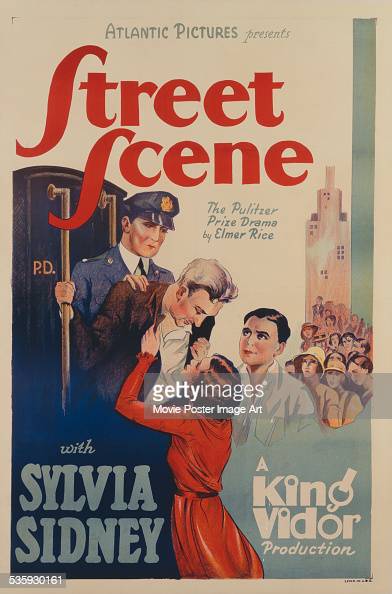 ATLANTIC PICTURES presents
Street
Scene
The Pulitzer
Prize Drama
by Elmer Rice
P.D.
gettyimages
Movie Poster Image Art
with
SYLVIA
SIDNEY
A
King
Vidor
Production
535930161